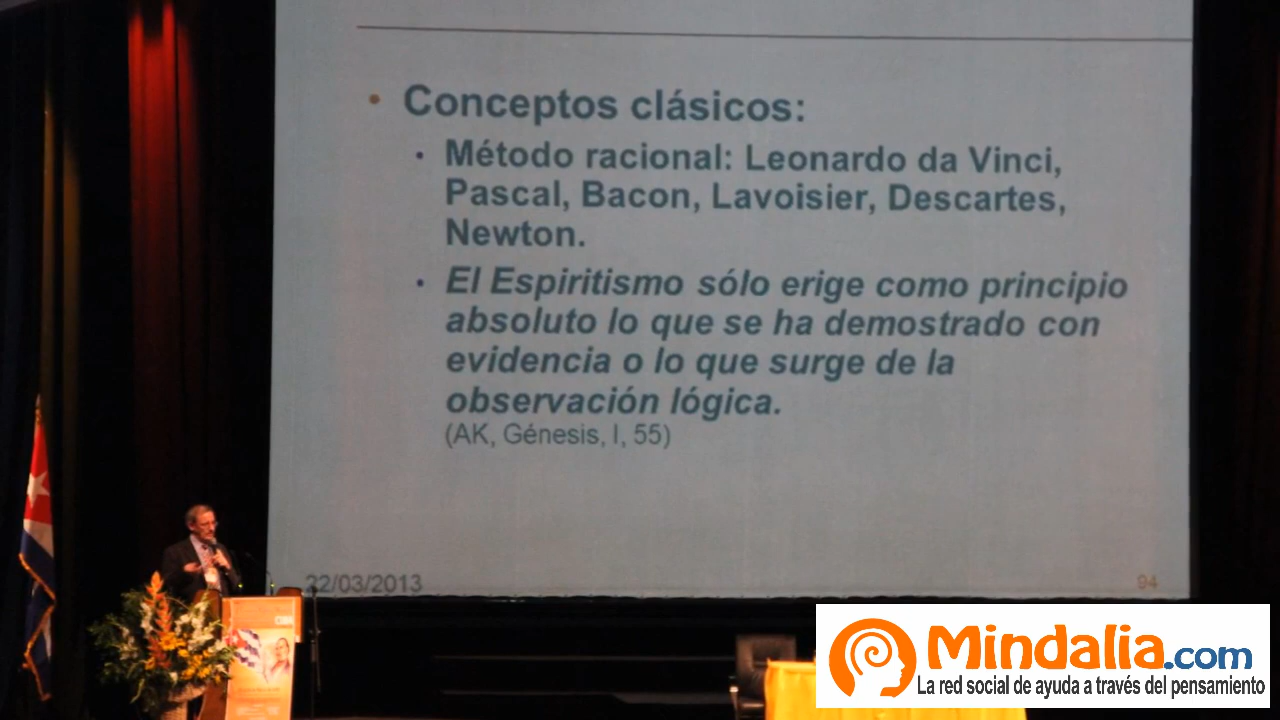 Conceptos clásicos:
Método racional: Leonardo da Vinci,
Pascal, Bacon, Lavoisier, Descartes,
Newton.
El Espiritismo sólo erige como principio
absoluto lo que se ha demostrado con
evidencia o lo que surge de la
observación lógica.
(AK, Génesis, I, 55)
22/03/2013
94
Mindalia.com
La red social de ayuda a través del pensamiento